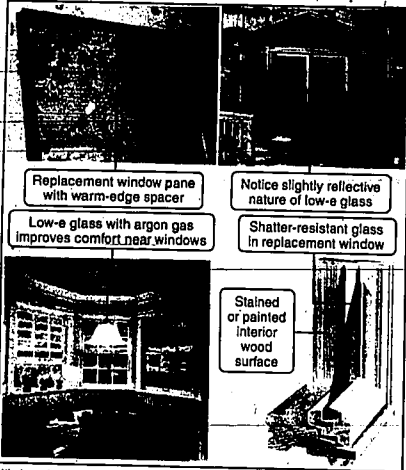 Replacement window pane
with warm-edge spacer
Notice slightly reflective
nature of low-e glass
Low-e glass with argon gas
improves comfort near windows
Shatter-resistant glass
in replacement window
Stained
or painted
interior
wood
surface